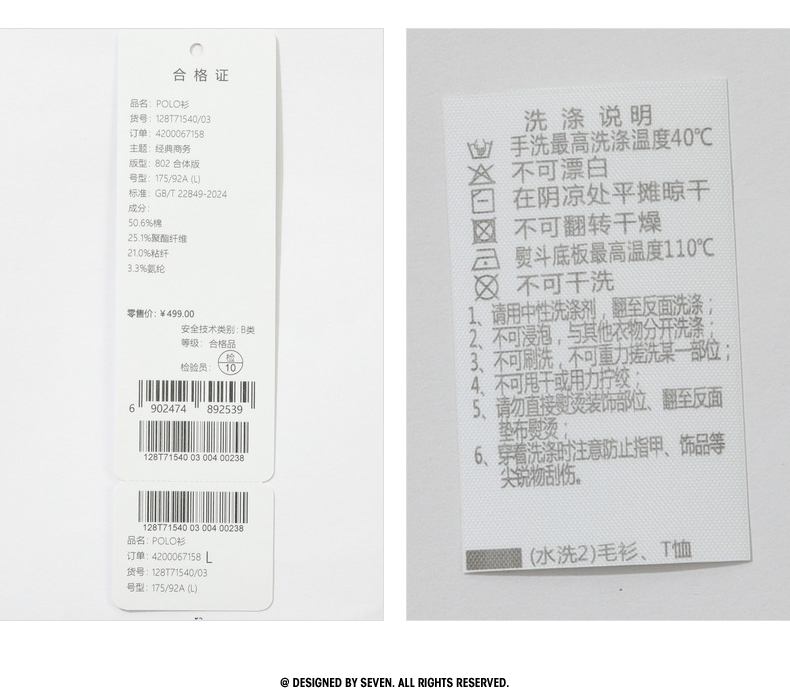 合格证
品名：POLO衫
货号：128T71540/03
订单：4200067158
主题：经典商务
版型：802 合体版
号型：175/92A (L)
标准：GB/T 22849-2024
成分：
50.6%棉
25.1%聚酯纤维
21.0%粘纤
3.3%氨纶
零售价：¥499.00
安全技术类别：B类
等级：合格品
检验员：检 10
6 902474 892539
128T71540 03 004 00238
128T71540 03 004 00238
品名：POLO衫
订单：4200067158 L
货号：128T71540/03
号型：175/92A (L)
洗涤说明
手洗最高洗涤温度40℃
不可漂白
在阴凉处平摊晾干
不可翻转干燥
熨斗底板最高温度110℃
不可干洗
1、请用中性洗涤剂，翻至反面洗涤；
2、不可浸泡，与其他衣物分开洗涤；
3、不可刷洗，不可重力搓洗某一部位；
4、不可甩干或用力拧绞；
5、请勿直接熨烫装饰部位、翻至反面
垫布熨烫；
6、穿着洗涤时注意防止指甲、饰品等
尖锐物刮伤。
(水洗2)毛衫、T恤
@ DESIGNED BY SEVEN. ALL RIGHTS RESERVED.